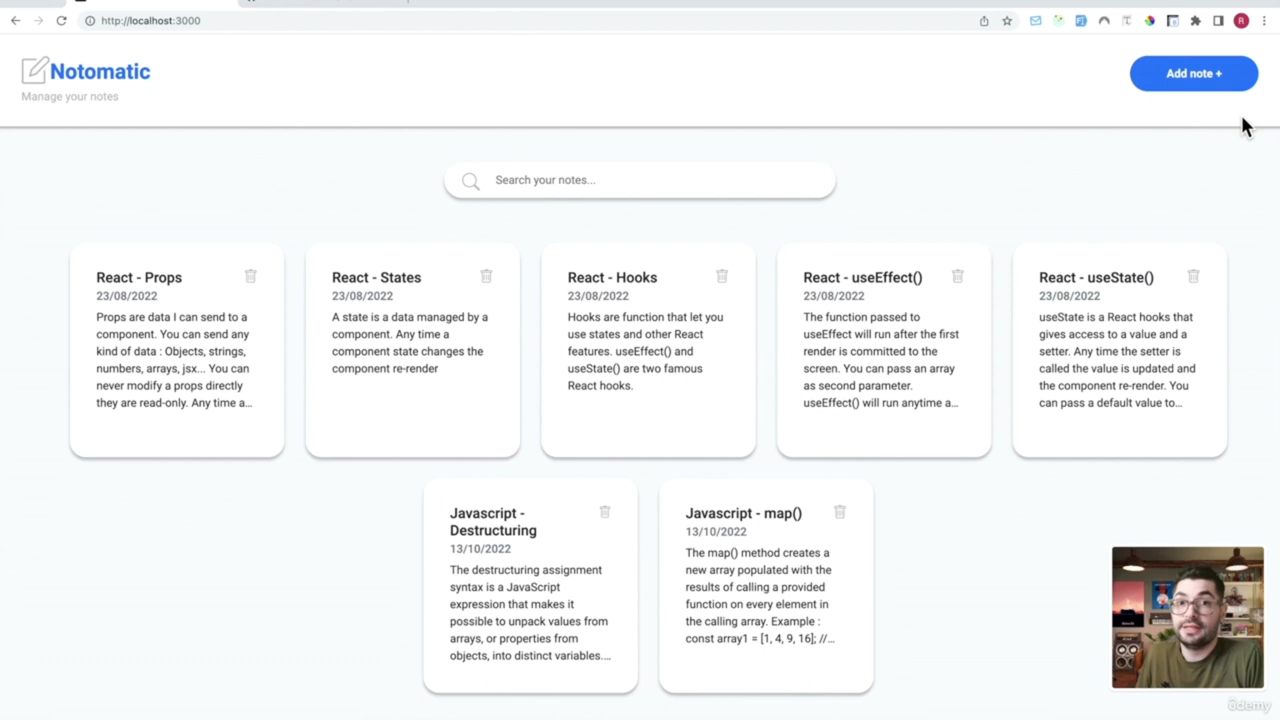 http://localhost:3000
R
Notomatic
Manage your notes
Add note +
Search your notes...
React - Props
23/08/2022
Props are data I can send to a
component. You can send any
kind of data : Objects, strings,
numbers, arrays, jsx... You can
never modify a props directly
they are read-only. Any time a...
React - States
23/08/2022
A state is a data managed by a
component. Any time a
component state changes the
component re-render
React - Hooks
23/08/2022
Hooks are function that let you
use states and other React
features. useEffect() and
useState() are two famous
React hooks.
React - useEffect()
23/08/2022
The function passed to
useEffect will run after the first
render is committed to the
screen. You can pass an array
as second parameter.
useEffect() will run anytime a...
React - useState()
23/08/2022
useState is a React hooks that
gives access to a value and a
setter. Any time the setter is
called the value is updated and
the component re-render. You
can pass a default value to...
Javascript -
Destructuring
13/10/2022
The destructuring assignment
syntax is a JavaScript
expression that makes it
possible to unpack values from
arrays, or properties from
objects, into distinct variables....
Javascript - map()
13/10/2022
The map() method creates a
new array populated with the
results of calling a provided
function on every element in
the calling array. Example :
const array1 = [1, 4, 9, 16]; //...
ûdemy